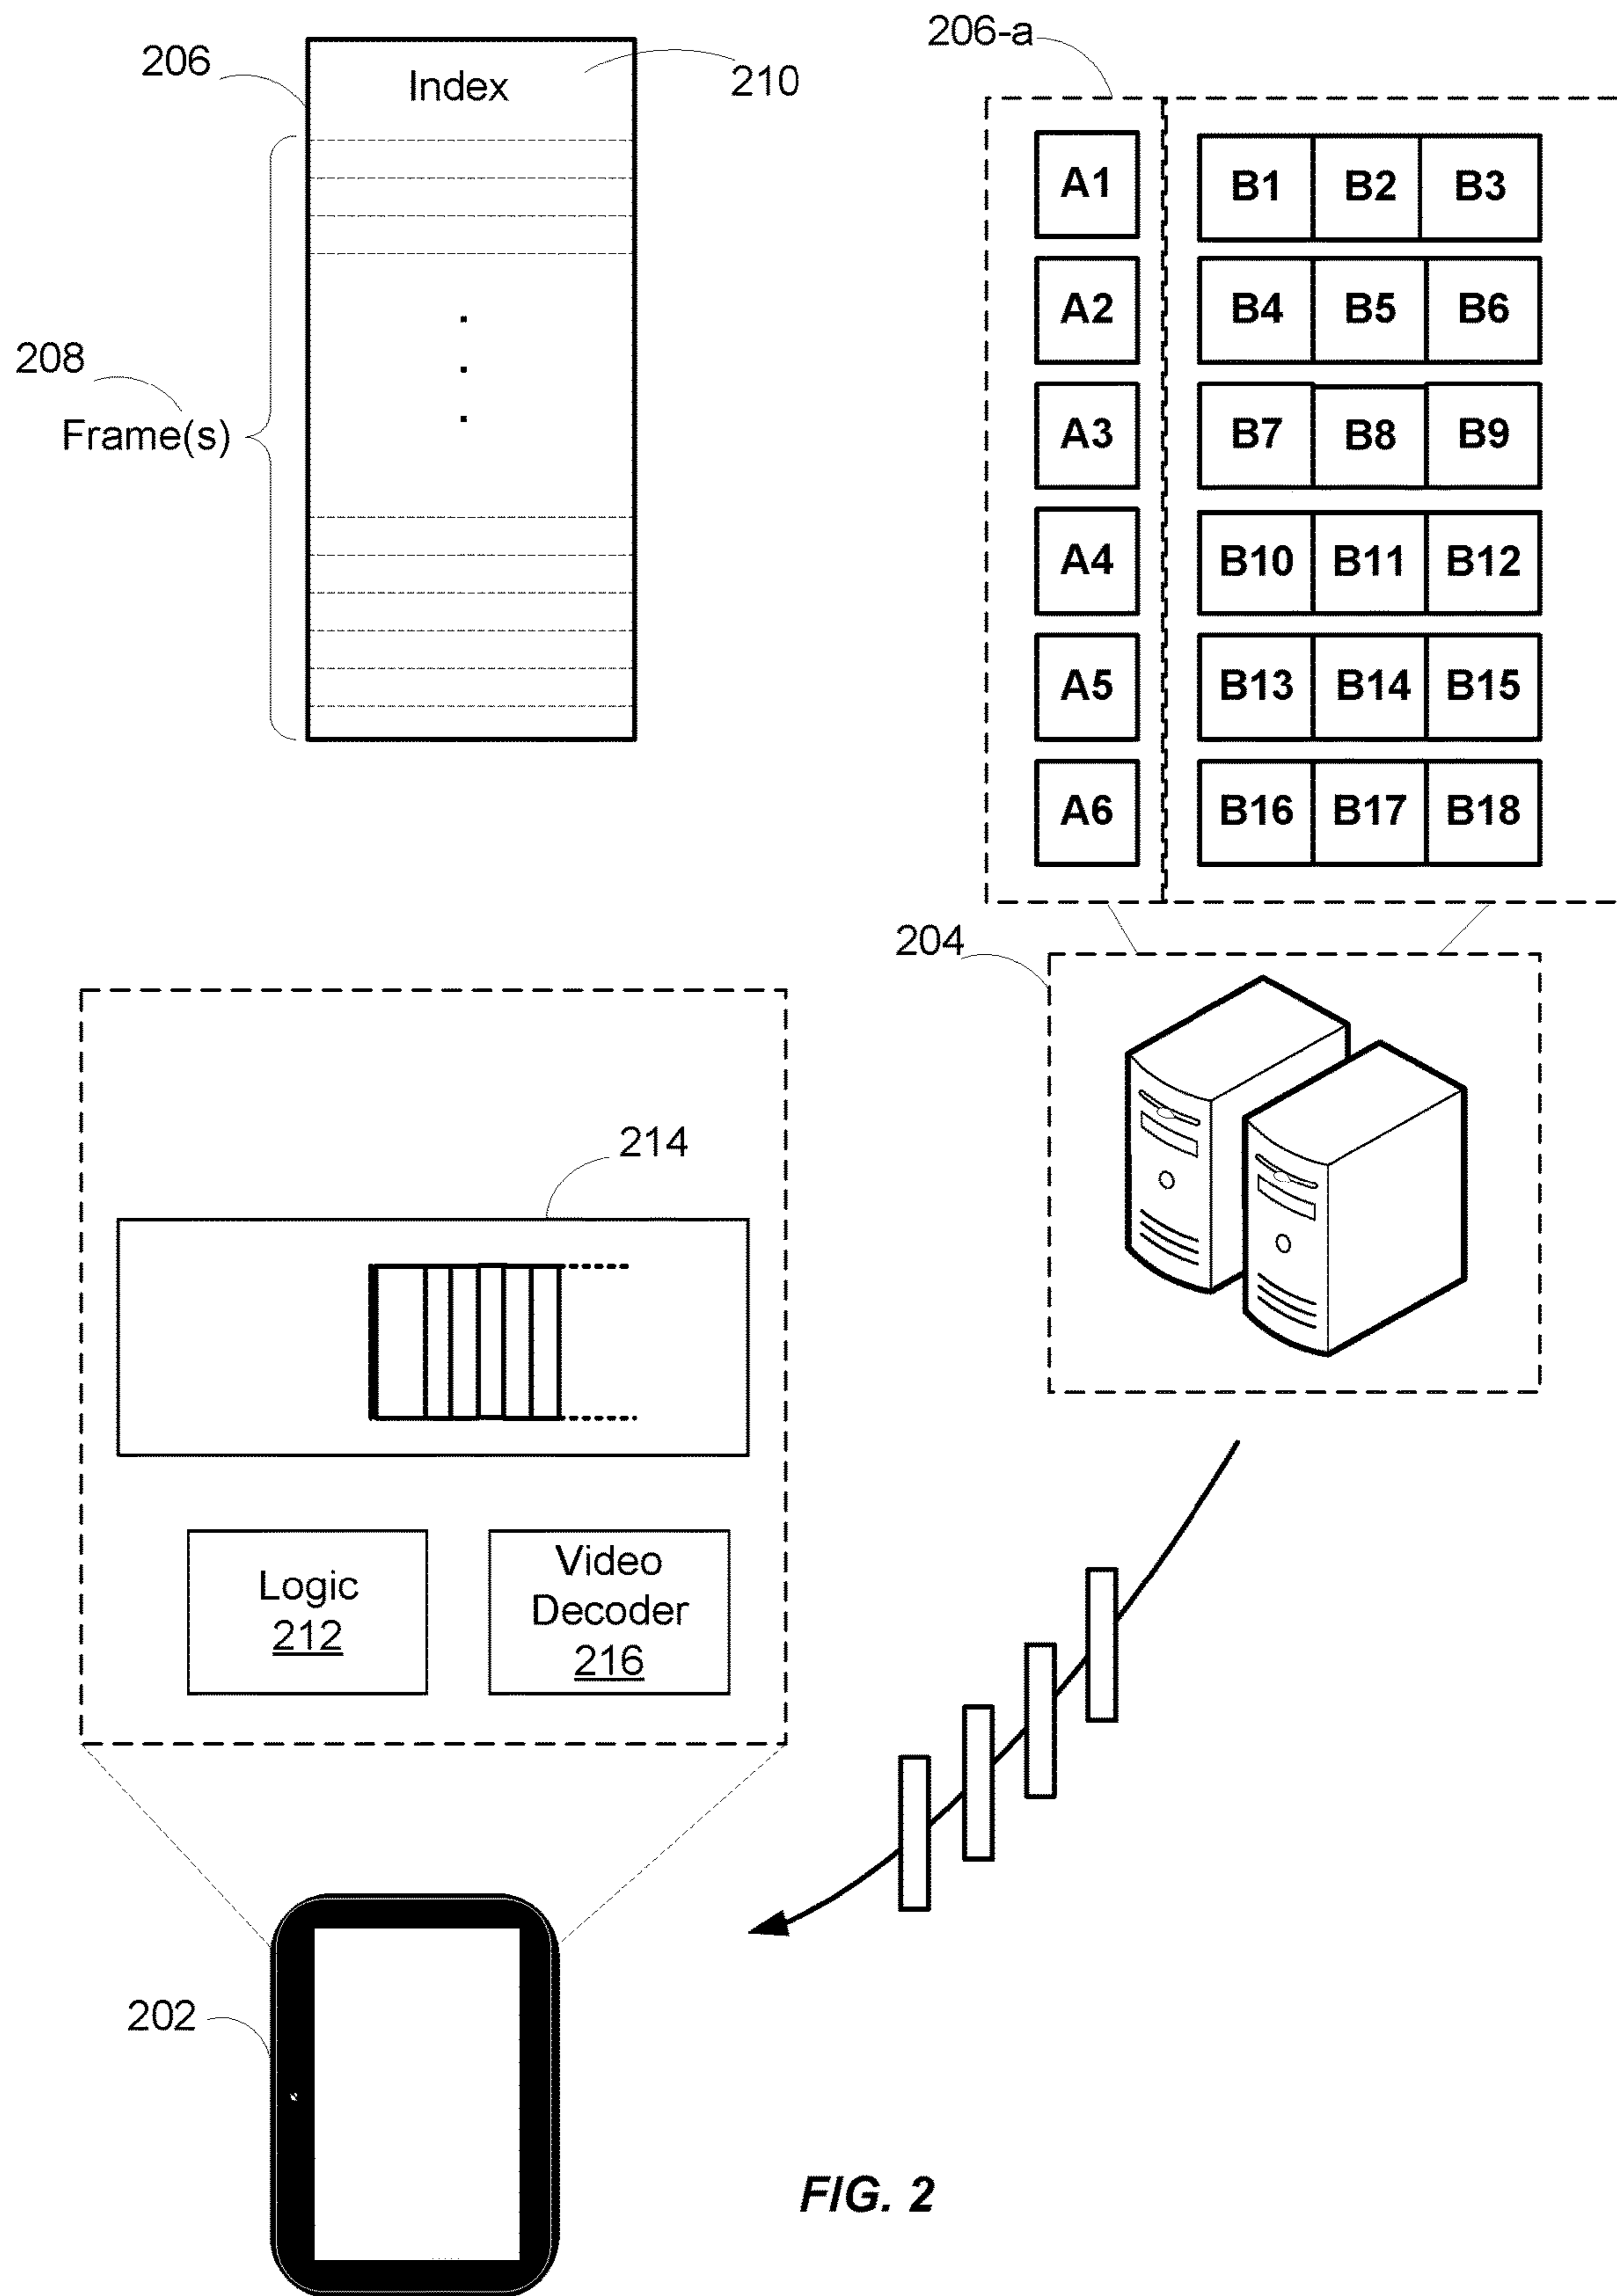 206
Index
210
208
Frame(s)
206-a
A1 B1 B2 B3
A2 B4 B5 B6
A3 B7 B8 B9
A4 B10 B11 B12
A5 B13 B14 B15
A6 B16 B17 B18
204
214
Logic
212
Video
Decoder
216
202
FIG. 2